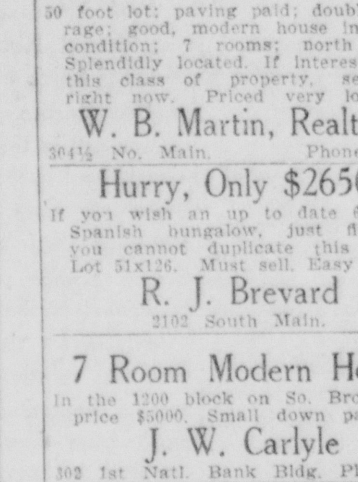 50 foot lot; paving paid; doubl
rage; good, modern house in
condition; 7 rooms; north
Splendidly located. If interes
this class of property, se
right now. Priced very lo
W. B. Martin, Realt
304½ No. Main. Phone
Hurry, Only $265
If you wish an up to date
Spanish bungalow, just fi
you cannot duplicate this
Lot 51x126. Must sell. Easy
R. J. Brevard
2102 South Main.
7 Room Modern H
In the 1200 block on So. Bro
price $5000. Small down pa
J. W. Carlyle
302 1st Natl. Bank Bldg. Ph